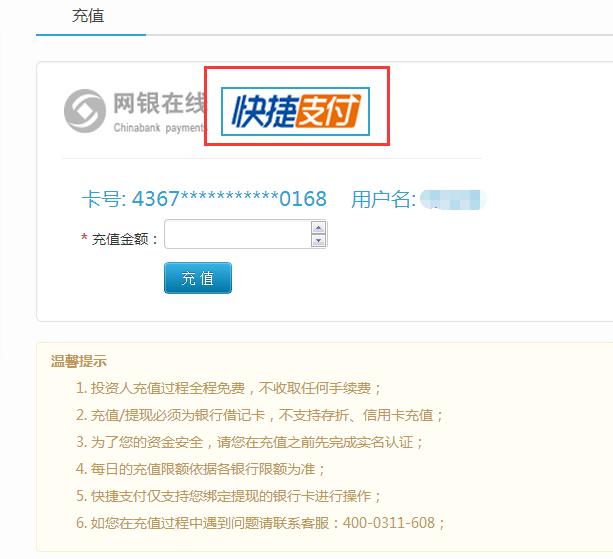 充值
网银在线
Chinabank payments
快捷支付
卡号: 4367***********0168 用户名:
* 充值金额：
充 值
温馨提示
1. 投资人充值过程全程免费，不收取任何手续费；
2. 充值/提现必须为银行借记卡，不支持存折、信用卡充值；
3. 为了您的资金安全，请您在充值之前先完成实名认证；
4. 每日的充值限额依据各银行限额为准；
5. 快捷支付仅支持您绑定提现的银行卡进行操作；
6. 如您在充值过程中遇到问题请联系客服：400-0311-608；